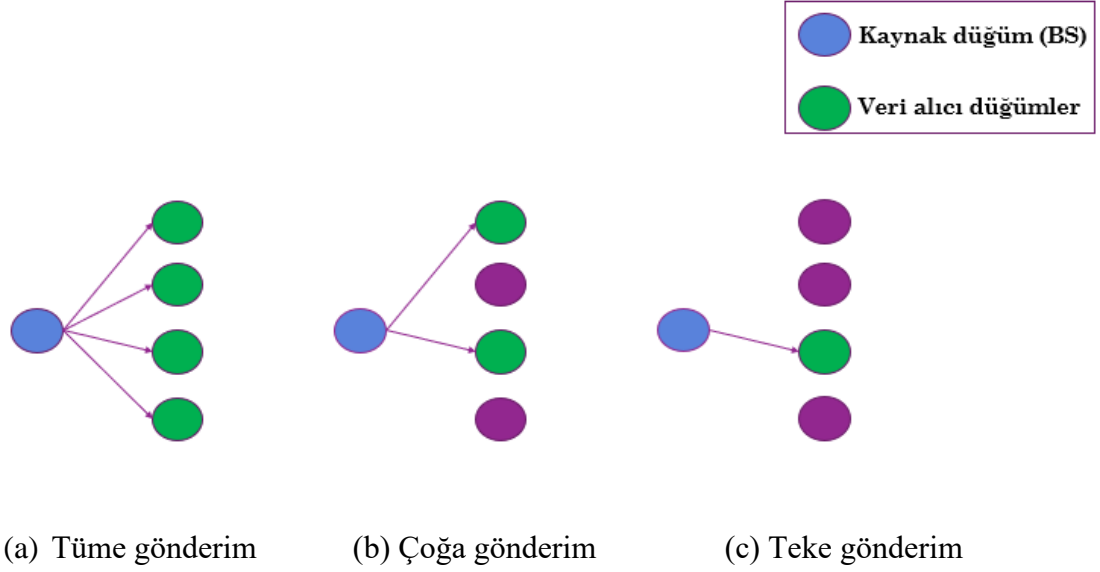 Kaynak düğüm (BS)
Veri alıcı düğümler
(a) Tüme gönderim
(b) Çoğa gönderim
(c) Teke gönderim